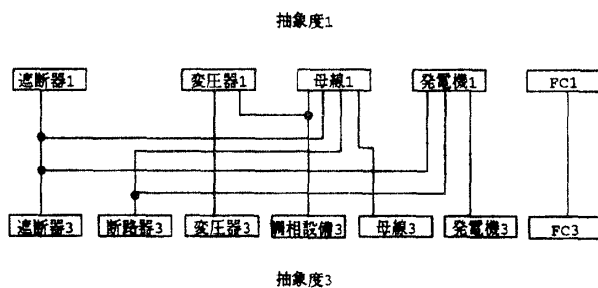 抽象度1
遮断器1 変圧器1 母線1 発電機1 FC1
遮断器3 断路器3 変圧器3 調相設備3 母線3 発電機3 FC3
抽象度3